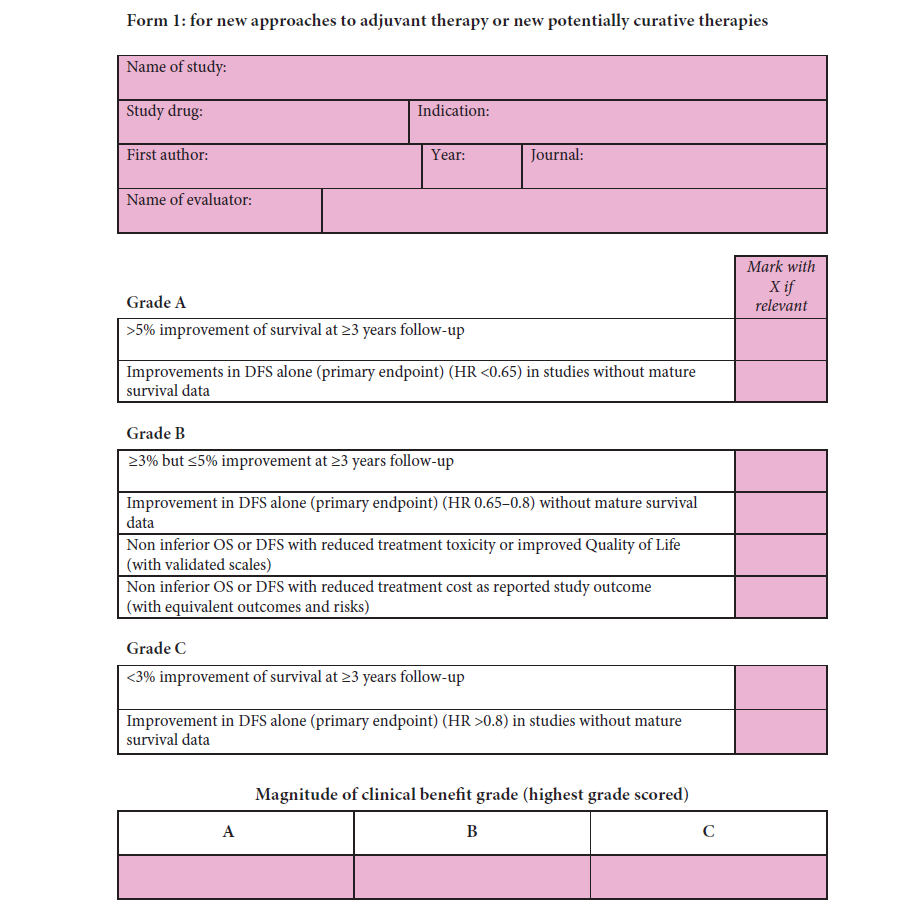 Form 1: for new approaches to adjuvant therapy or new potentially curative therapies
Name of study:
Study drug:
Indication:
First author:
Year:
Journal:
Name of evaluator:
Mark with
X if
relevant
Grade A
>5% improvement of survival at ≥3 years follow-up
Improvements in DFS alone (primary endpoint) (HR <0.65) in studies without mature
survival data
Grade B
≥3% but ≤5% improvement at ≥3 years follow-up
Improvement in DFS alone (primary endpoint) (HR 0.65–0.8) without mature survival
data
Non inferior OS or DFS with reduced treatment toxicity or improved Quality of Life
(with validated scales)
Non inferior OS or DFS with reduced treatment cost as reported study outcome
(with equivalent outcomes and risks)
Grade C
<3% improvement of survival at ≥3 years follow-up
Improvement in DFS alone (primary endpoint) (HR >0.8) in studies without mature
survival data
Magnitude of clinical benefit grade (highest grade scored)
A
B
C